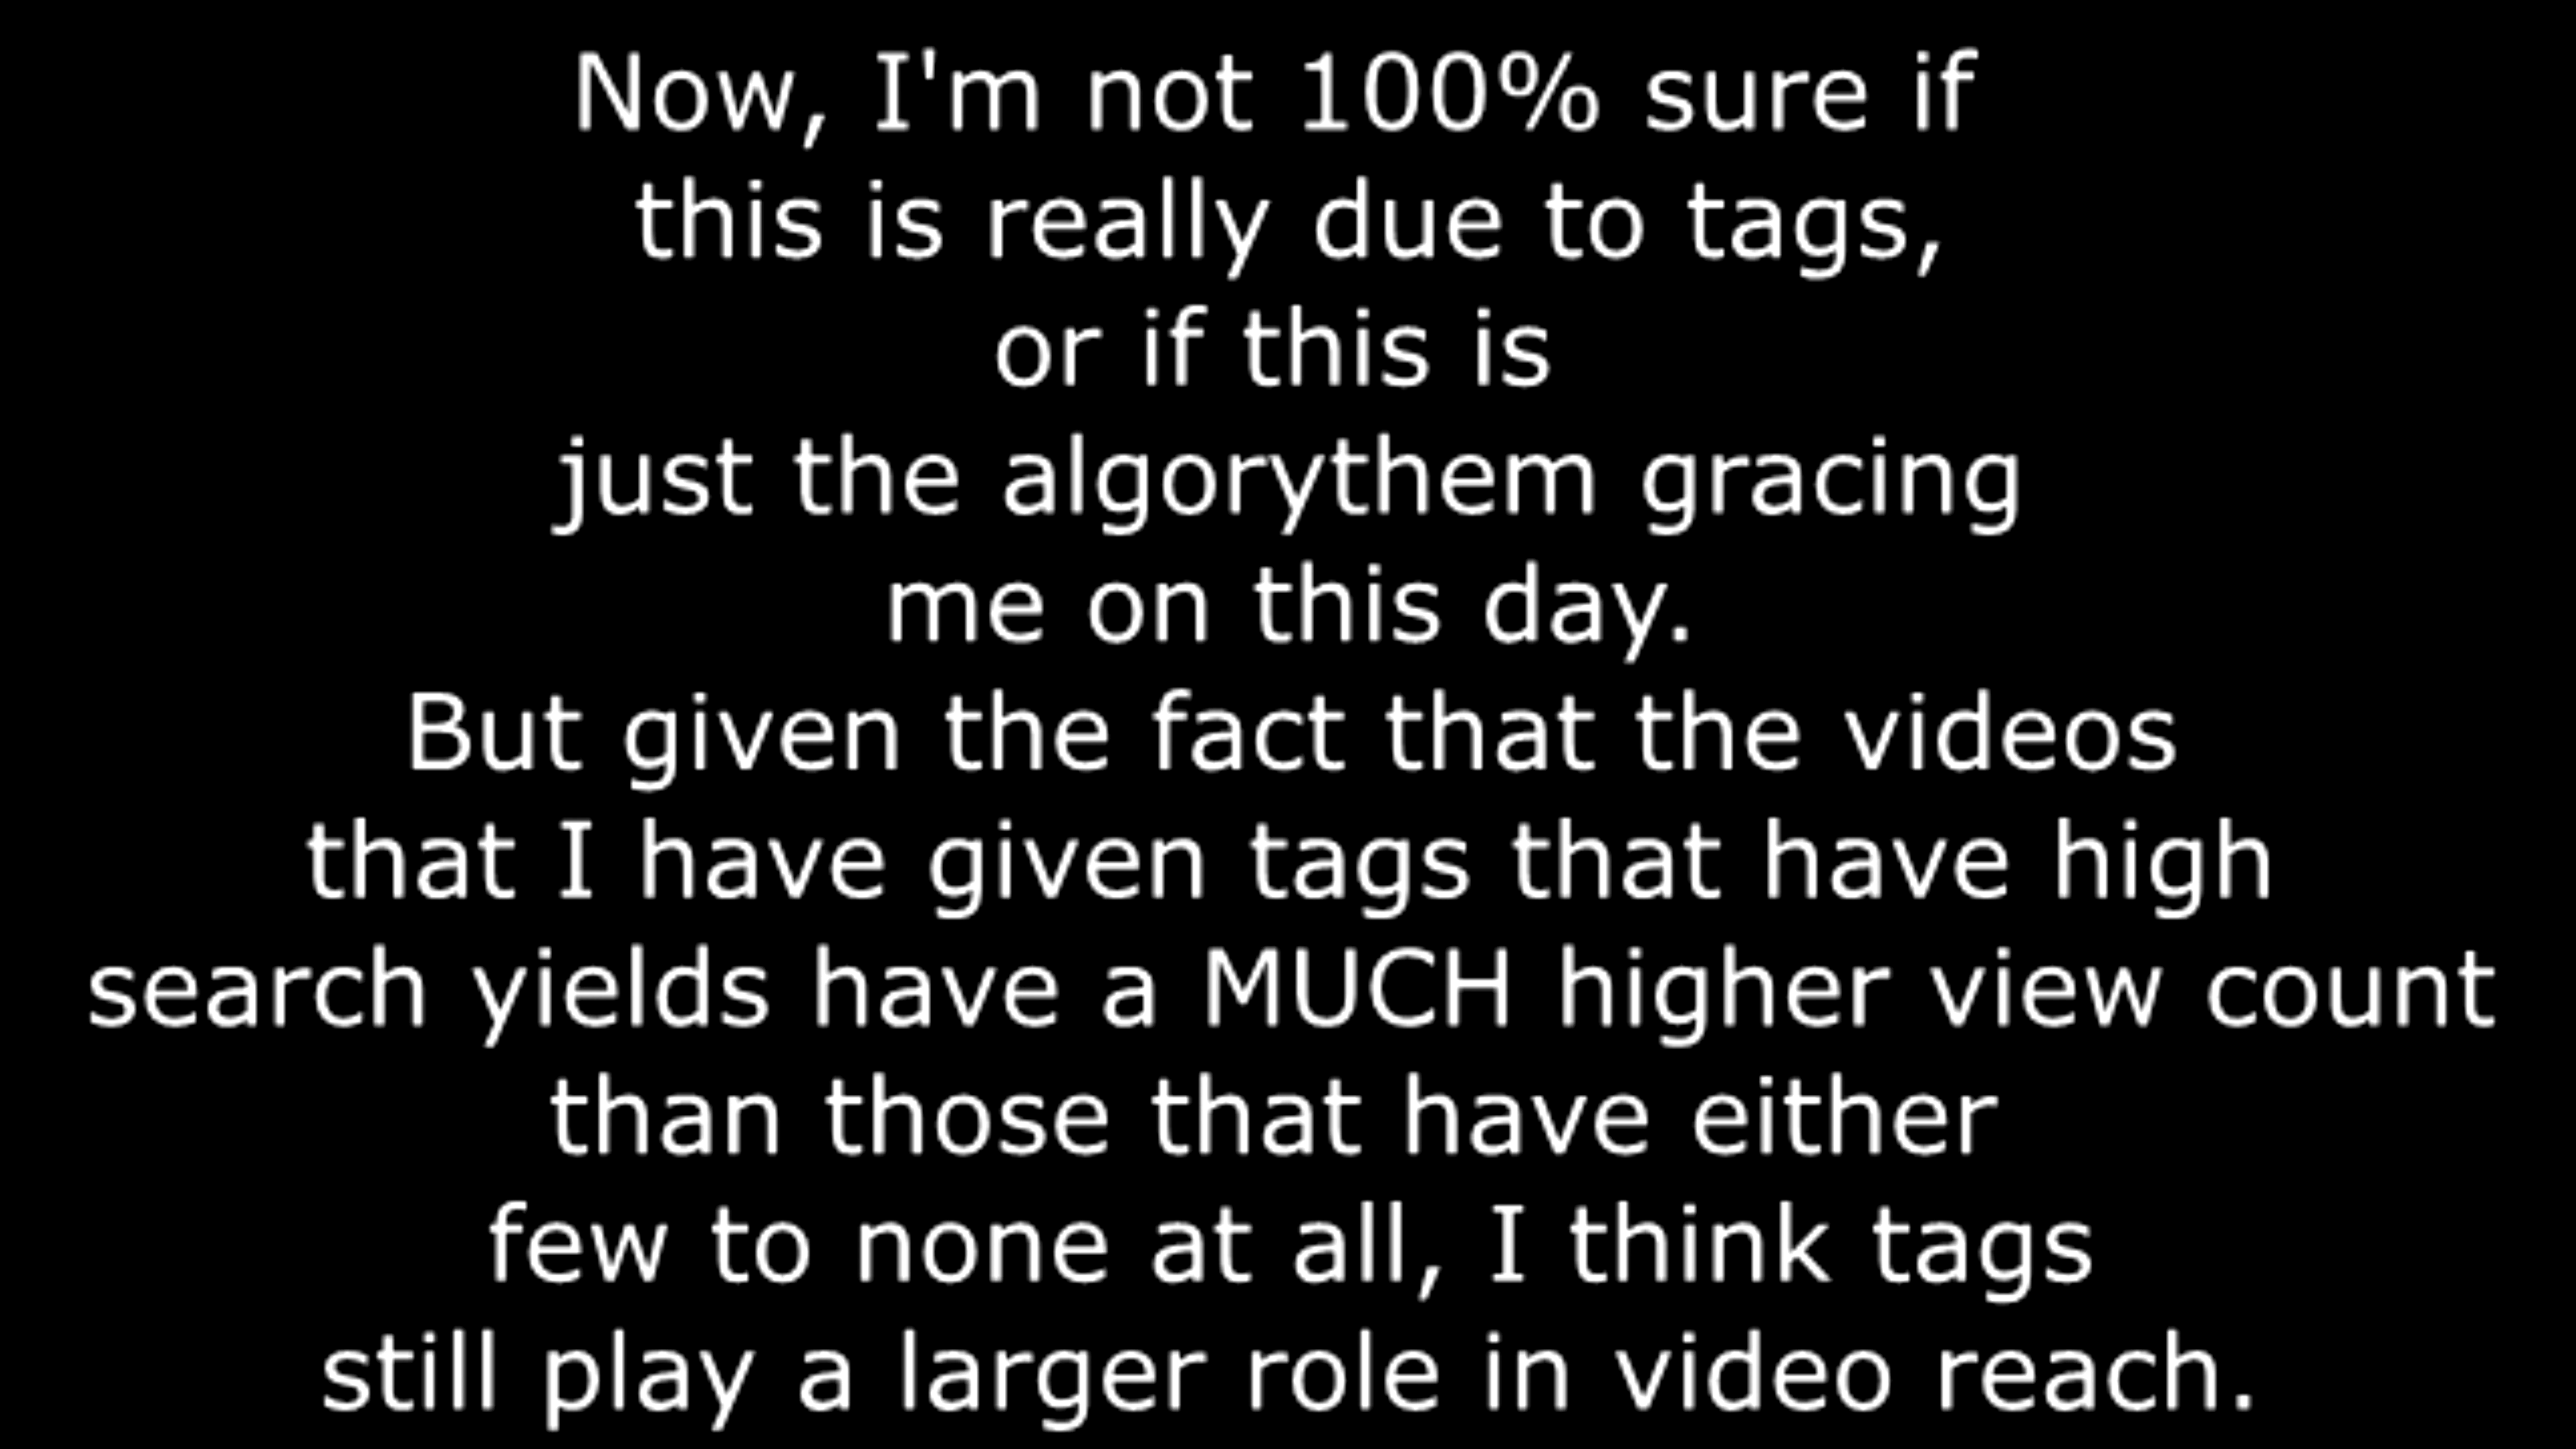 Now, I'm not 100% sure if
this is really due to tags,
or if this is
just the algorythem gracing
me on this day.
But given the fact that the videos
that I have given tags that have high
search yields have a MUCH higher view count
than those that have either
few to none at all, I think tags
still play a larger role in video reach.